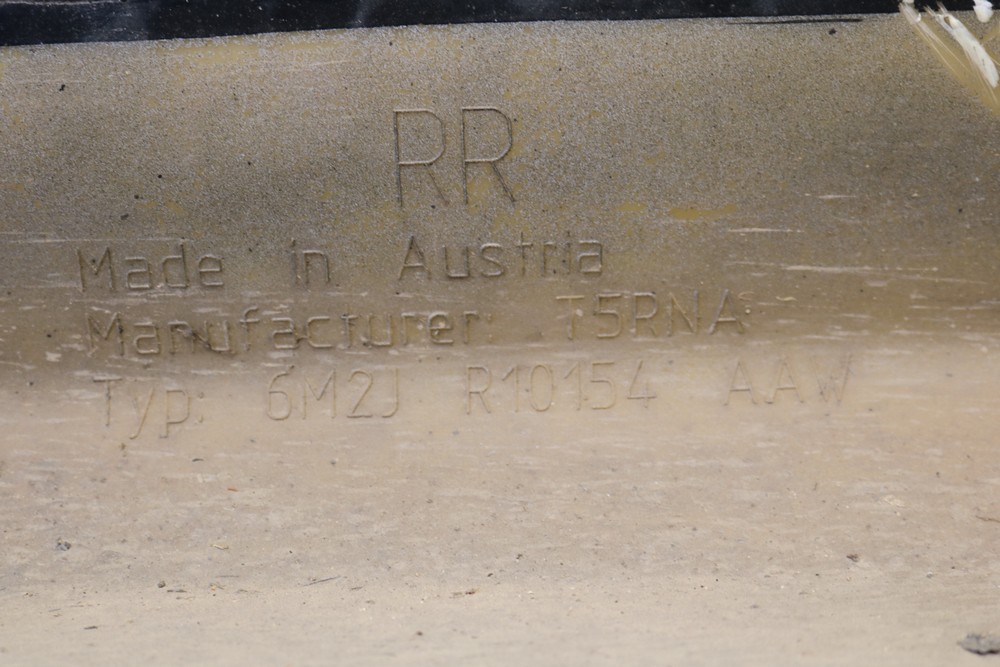 RR
Made in Austria
Manufacturer: T5RNA
Typ: 6M2J R10154 AAW